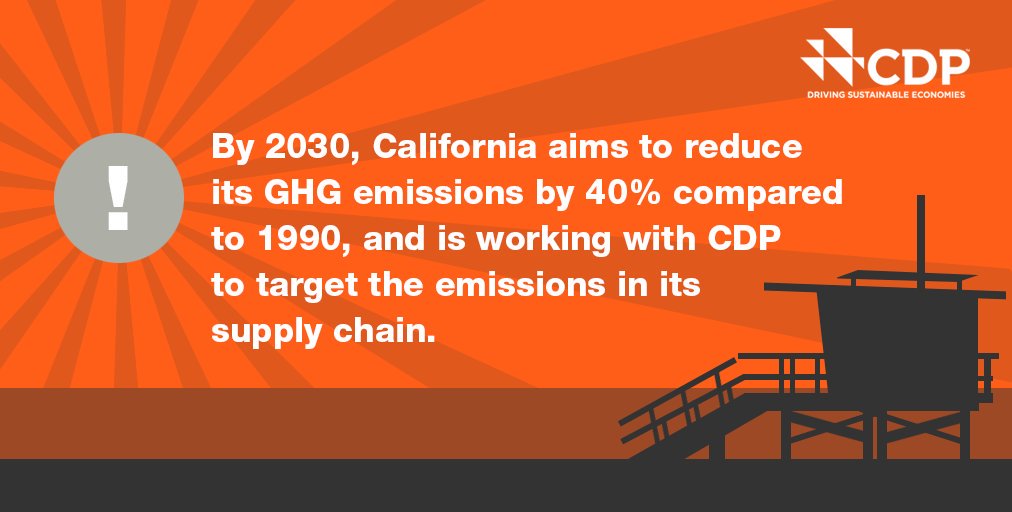 CDP
DRIVING SUSTAINABLE ECONOMIES
!
By 2030, California aims to reduce
its GHG emissions by 40% compared
to 1990, and is working with CDP
to target the emissions in its
supply chain.